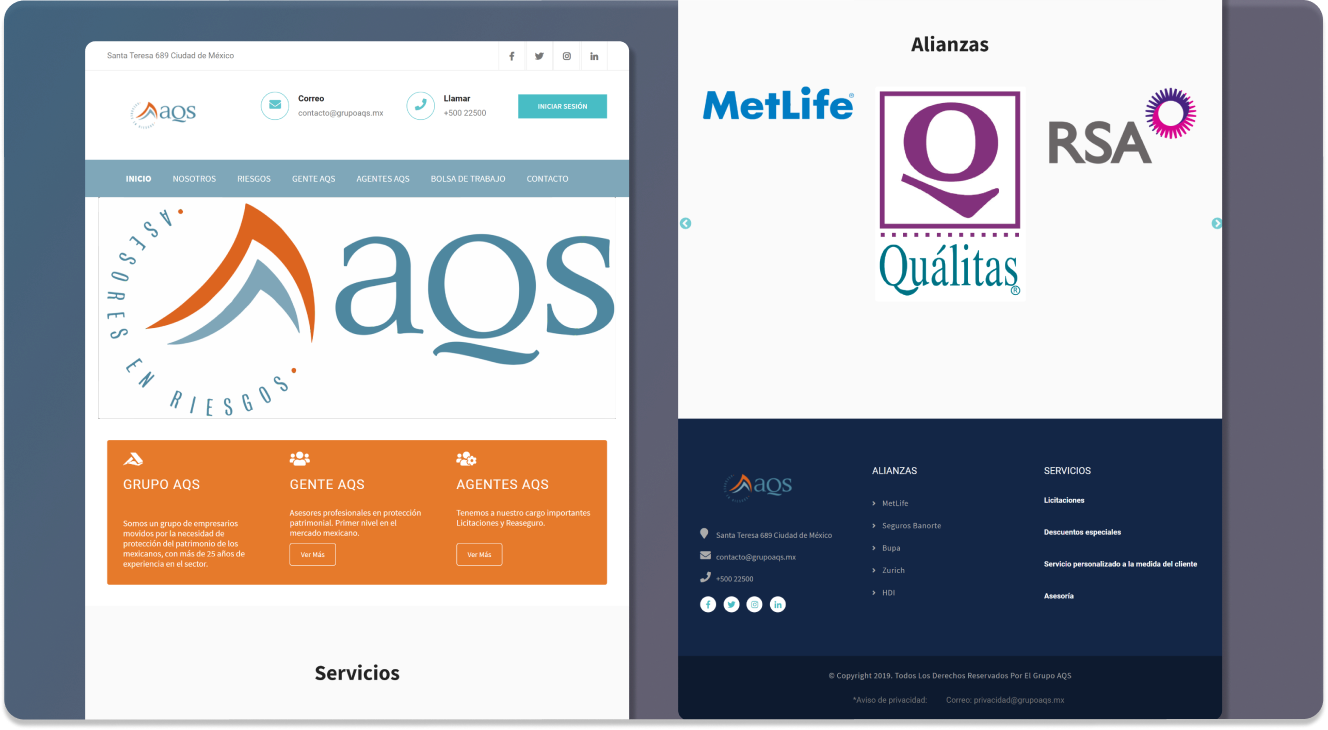 Santa Teresa 689 Ciudad de México
aqs
Correo
contacto@grupoaqs.mx
Llamar
+500 22500
INICIAR SESIÓN
INICIO NOSOTROS RIESGOS GENTE AQS AGENTES AQS BOLSA DE TRABAJO CONTACTO
ASESORES EN RIESGOS
aqs
GRUPO AQS
Somos un grupo de empresarios
movidos por la necesidad de
protección del patrimonio de los
mexicanos, con más de 25 años de
experiencia en el sector.
GENTE AQS
Asesores profesionales en protección
patrimonial. Primer nivel en el
mercado mexicano.
Ver Más
AGENTES AQS
Tenemos a nuestro cargo importantes
Licitaciones y Reaseguro.
Ver Más
Servicios
Alianzas
MetLife®
Quálitas®
RSA
aqs
Santa Teresa 689 Ciudad de México
contacto@grupoaqs.mx
+500 22500
ALIANZAS
MetLife
Seguros Banorte
Bupa
Zurich
HDI
SERVICIOS
Licitaciones
Descuentos especiales
Servicio personalizado a la medida del cliente
Asesoría
© Copyright 2019. Todos Los Derechos Reservados Por El Grupo AQS
*Aviso de privacidad: Correo: privacidad@grupoaqs.mx